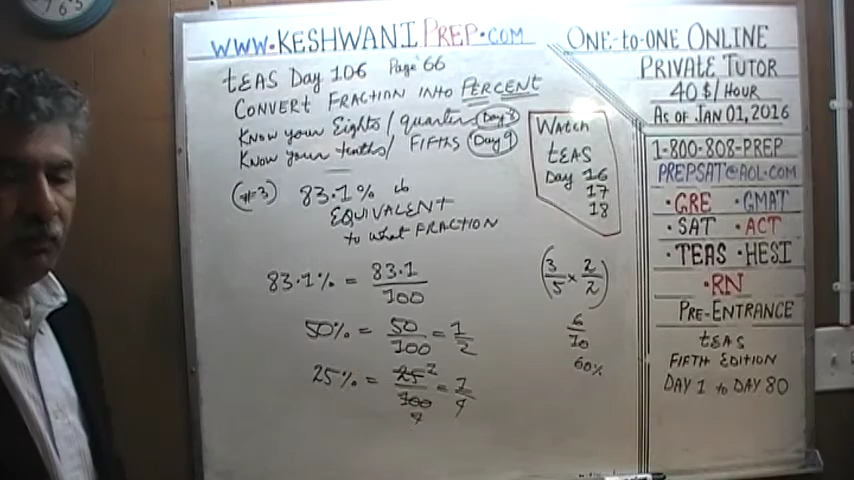 WWW.KESHWANIPREP.COM
TEAS Day 106 Page 66
CONVERT FRACTION INTO PERCENT
KNOW YOUR Eights / quarters Day 8
KNOW YOUR tenths / FIFTHS Day 9
(#3) 83.1% is
EQUIVALENT
to what FRACTION
83.1% = 83.1/100
50% = 50/100 = 1/2
25% = 25/100 = 1/4
Watch
TEAS
Day 16
17
18
(3/5 × 2/2)
6/10
60%
ONE-to-ONE ONLINE
PRIVATE TUTOR
40 $/HOUR
AS OF JAN 01, 2016
1-800-808-PREP
PREPSAT@AOL.COM
•GRE •GMAT
•SAT •ACT
•TEAS •HESI
•RN
PRE-ENTRANCE
TEAS
FIFTH EDITION
DAY 1 to DAY 80